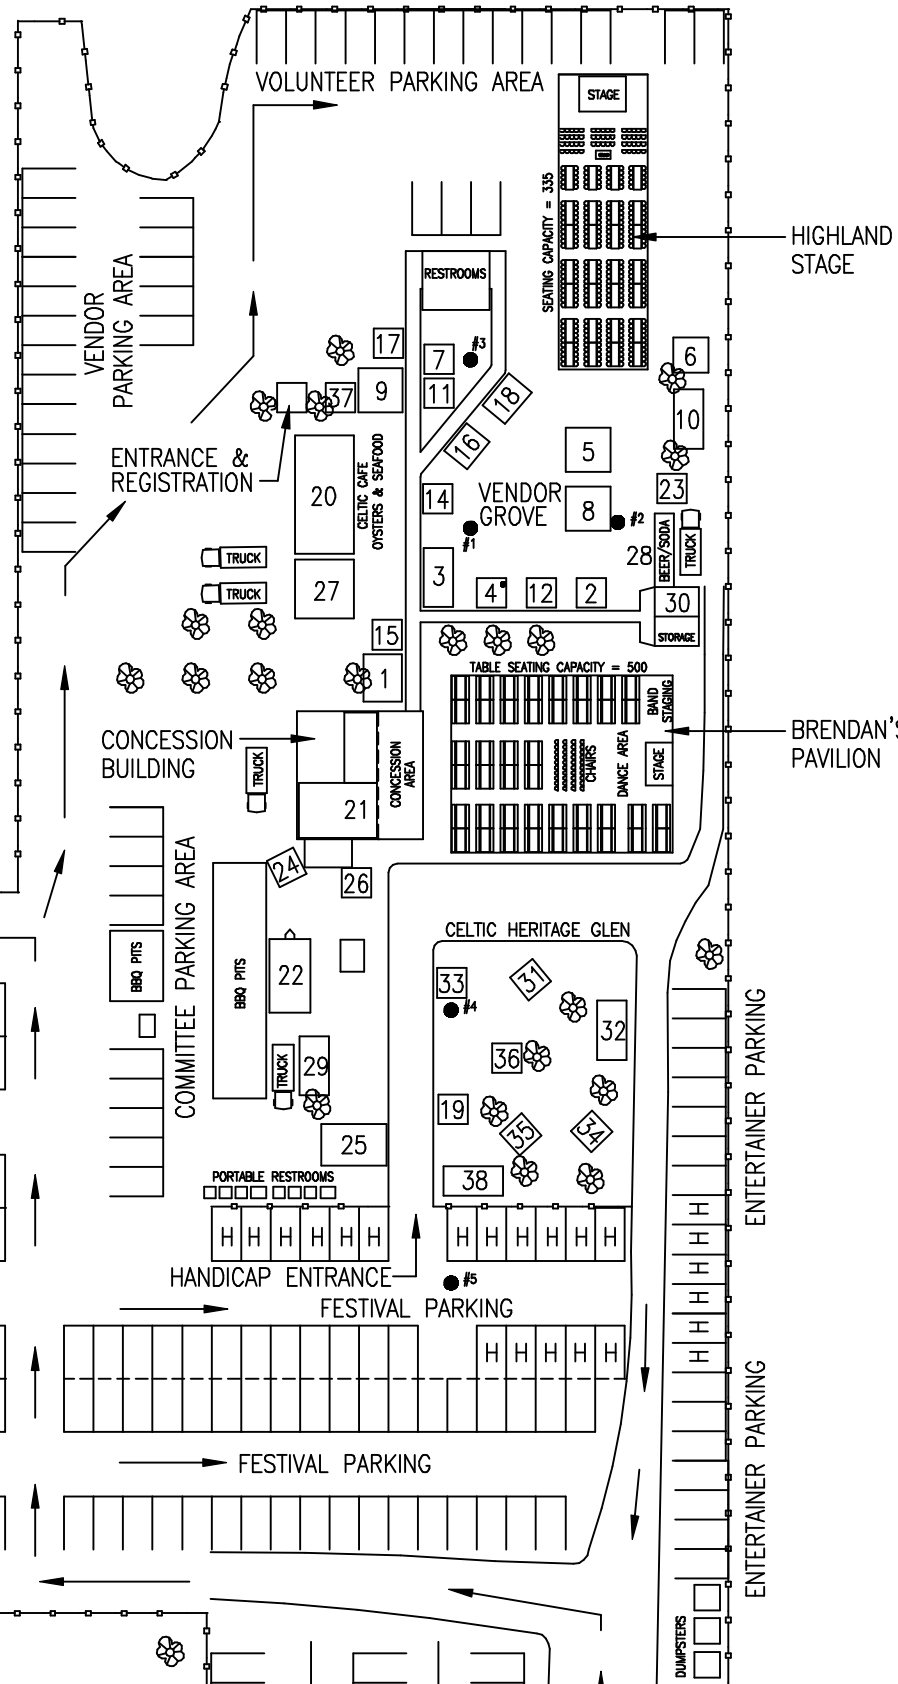 VOLUNTEER PARKING AREA
STAGE
SEATING CAPACITY = 335
HIGHLAND
STAGE
VENDOR
PARKING AREA
RESTROOMS
17
7
#3
6
37
9
11
18
10
ENTRANCE &
REGISTRATION
20
CELTIC CAFE
OYSTERS & SEAFOOD
16
5
14
VENDOR
GROVE
8
23
#1
#2
TRUCK
TRUCK
27
3
4
12
2
28
BEER/SODA
TRUCK
30
STORAGE
15
1
TABLE SEATING CAPACITY = 500
BAND
STAGING
CONCESSION
BUILDING
TRUCK
21
CONCESSION
AREA
CHAIRS
DANCE AREA
STAGE
BRENDAN'S
PAVILION
24
26
COMMITTEE PARKING AREA
BBQ PITS
BBQ PITS
22
TRUCK
29
25
CELTIC HERITAGE GLEN
33
#4
31
32
36
19
35
34
38
PORTABLE RESTROOMS
H H H H H H
H H H H H H
HANDICAP ENTRANCE
#5
FESTIVAL PARKING
H H H H H
FESTIVAL PARKING
ENTERTAINER PARKING
H
H
H
H
H
H
ENTERTAINER PARKING
DUMPSTERS